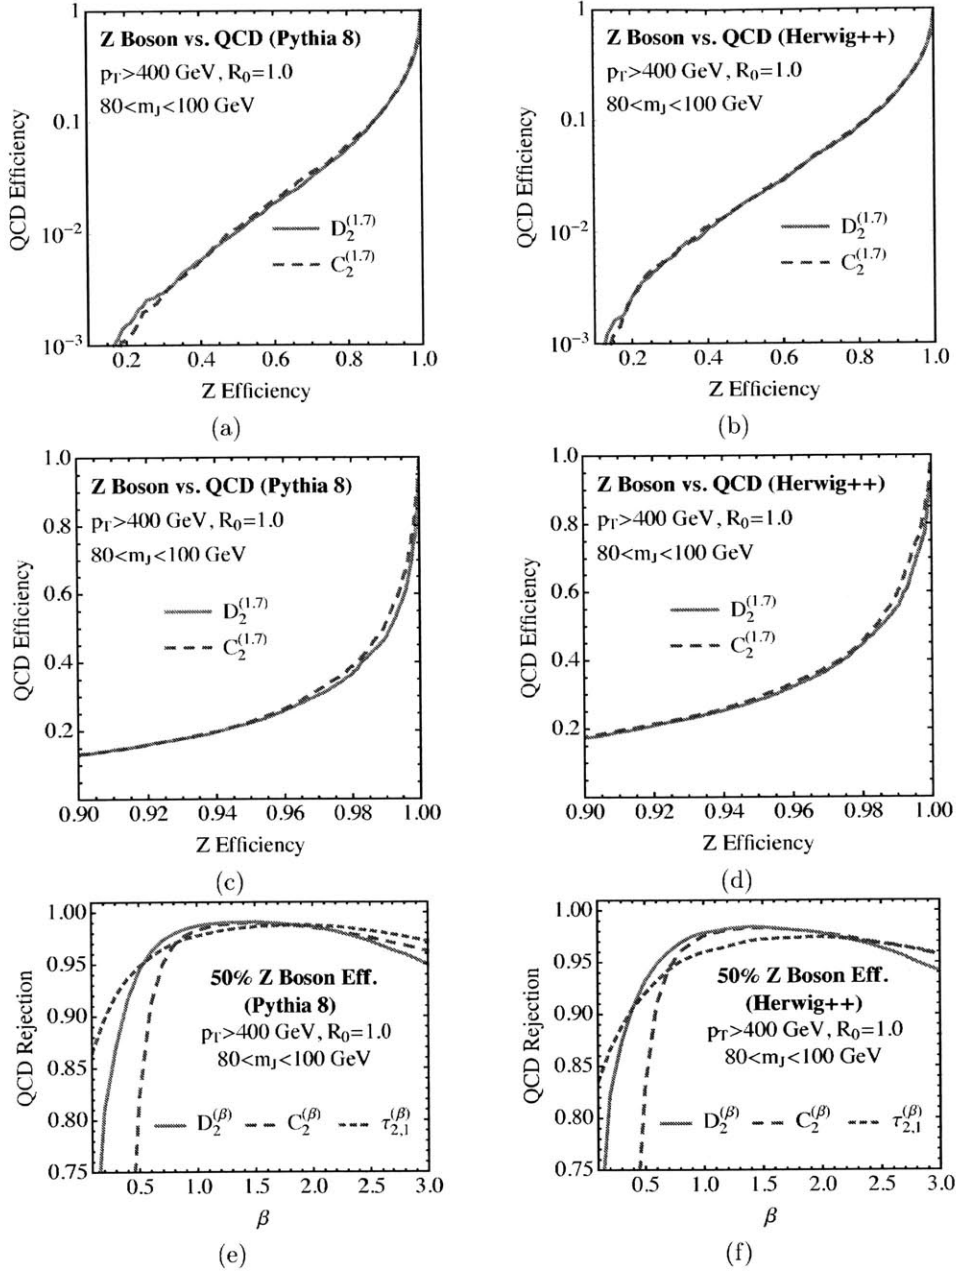 Z Boson vs. QCD (Pythia 8)
p_T>400 GeV, R_0=1.0
80<m_J<100 GeV
QCD Efficiency
1
0.1
10^{-2}
10^{-3}
D_2^{(1.7)}
C_2^{(1.7)}
0.2 0.4 0.6 0.8 1.0
Z Efficiency
(a)
Z Boson vs. QCD (Herwig++)
p_T>400 GeV, R_0=1.0
80<m_J<100 GeV
QCD Efficiency
1
0.1
10^{-2}
10^{-3}
D_2^{(1.7)}
C_2^{(1.7)}
0.2 0.4 0.6 0.8 1.0
Z Efficiency
(b)
Z Boson vs. QCD (Pythia 8)
p_T>400 GeV, R_0=1.0
80<m_J<100 GeV
QCD Efficiency
1.0
0.8
0.6
0.4
0.2
D_2^{(1.7)}
C_2^{(1.7)}
0.90 0.92 0.94 0.96 0.98 1.00
Z Efficiency
(c)
Z Boson vs. QCD (Herwig++)
p_T>400 GeV, R_0=1.0
80<m_J<100 GeV
QCD Efficiency
1.0
0.8
0.6
0.4
0.2
D_2^{(1.7)}
C_2^{(1.7)}
0.90 0.92 0.94 0.96 0.98 1.00
Z Efficiency
(d)
QCD Rejection
1.00
0.95
0.90
0.85
0.80
0.75
50% Z Boson Eff.
(Pythia 8)
p_T>400 GeV, R_0=1.0
80<m_J<100 GeV
D_2^{(β)} C_2^{(β)} τ_{2,1}^{(β)}
0.5 1.0 1.5 2.0 2.5 3.0
β
(e)
QCD Rejection
1.00
0.95
0.90
0.85
0.80
0.75
50% Z Boson Eff.
(Herwig++)
p_T>400 GeV, R_0=1.0
80<m_J<100 GeV
D_2^{(β)} C_2^{(β)} τ_{2,1}^{(β)}
0.5 1.0 1.5 2.0 2.5 3.0
β
(f)